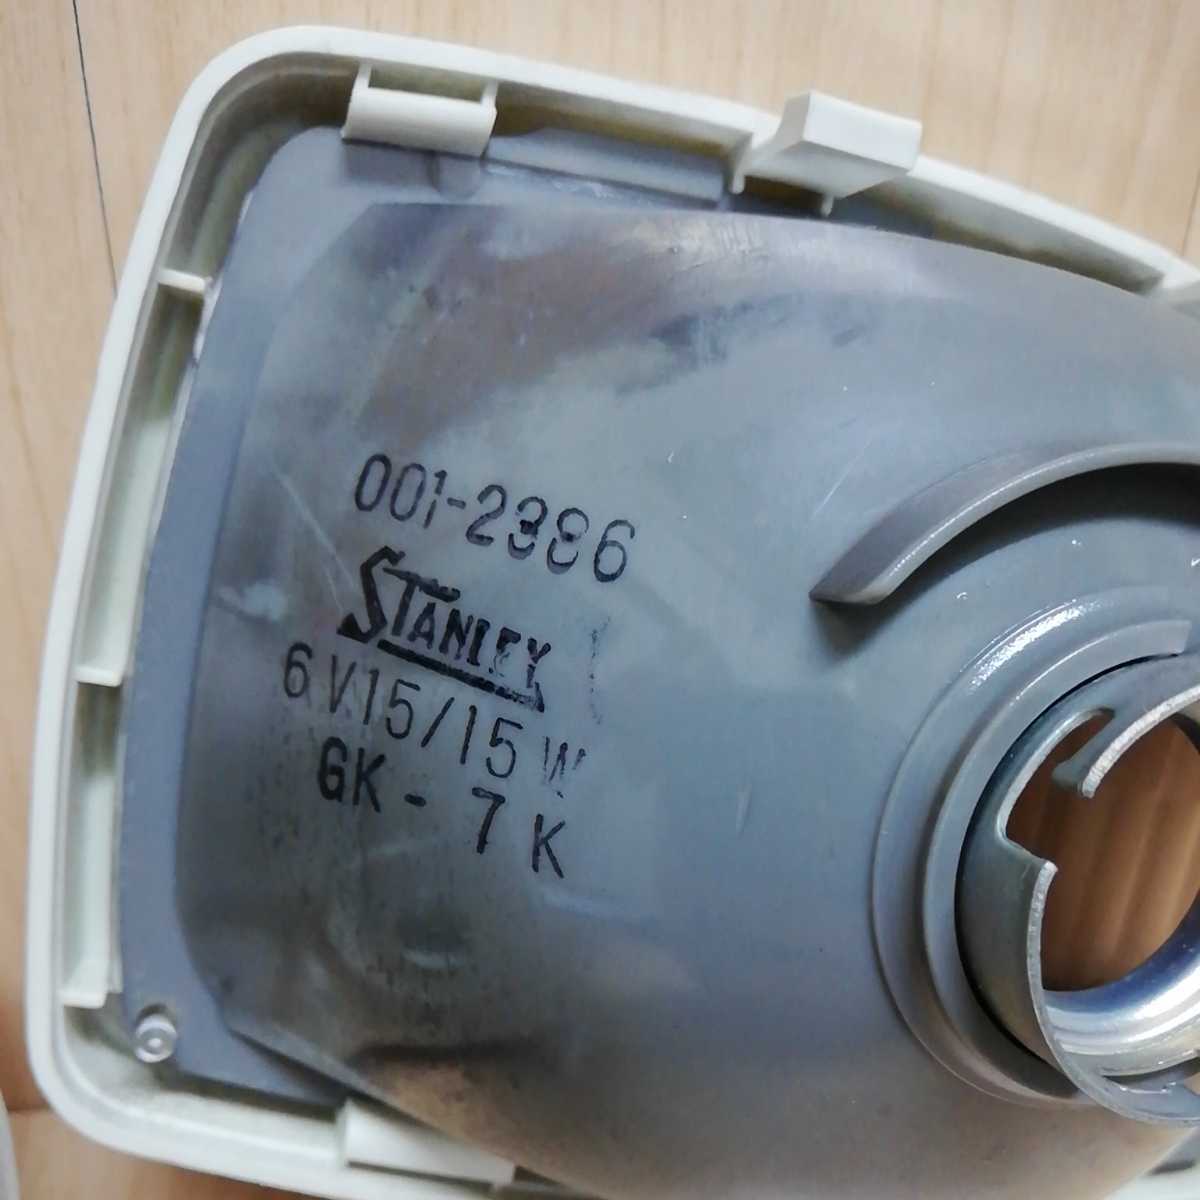 001-2386
STANLEY
6V15/15W
GK-7K